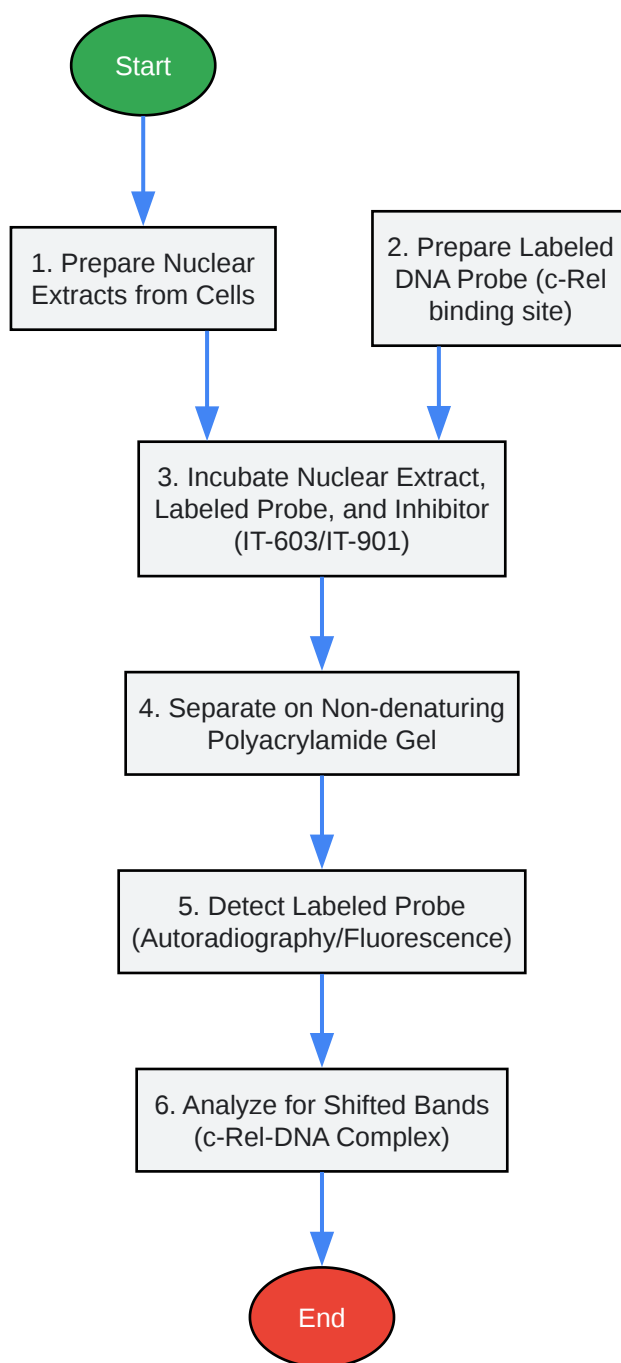 Start
1. Prepare Nuclear
Extracts from Cells
2. Prepare Labeled
DNA Probe (c-Rel
binding site)
3. Incubate Nuclear Extract,
Labeled Probe, and Inhibitor
(IT-603/IT-901)
4. Separate on Non-denaturing
Polyacrylamide Gel
5. Detect Labeled Probe
(Autoradiography/Fluorescence)
6. Analyze for Shifted Bands
(c-Rel-DNA Complex)
End